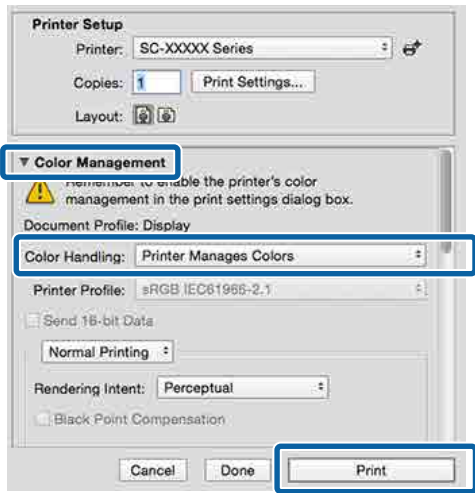 Printer Setup
Printer: SC-XXXXX Series
Copies: 1 Print Settings...
Layout:
▼ Color Management
Remember to enable the printer's color
management in the print settings dialog box.
Document Profile: Display
Color Handling: Printer Manages Colors
Printer Profile: sRGB IEC61966-2.1
Send 16-bit Data
Normal Printing
Rendering Intent: Perceptual
Black Point Compensation
Cancel Done Print